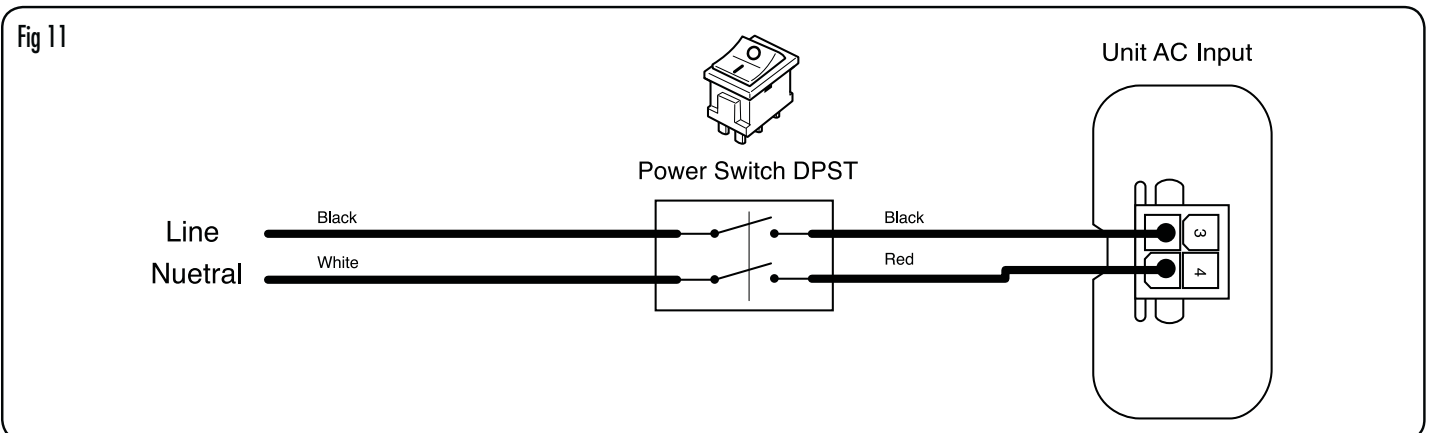 Fig 11
Unit AC Input
Power Switch DPST
Line
Black
Black
Nuetral
White
Red
3
4